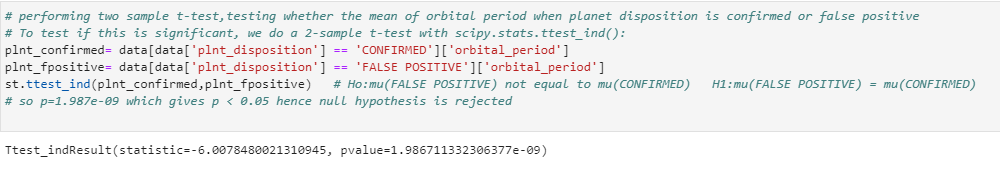 # performing two sample t-test,testing whether the mean of orbital period when planet disposition is confirmed or false positive
# To test if this is significant, we do a 2-sample t-test with scipy.stats.ttest_ind():
plnt_confirmed= data[data['plnt_disposition'] == 'CONFIRMED']['orbital_period']
plnt_fpositive= data[data['plnt_disposition'] == 'FALSE POSITIVE']['orbital_period']
st.ttest_ind(plnt_confirmed,plnt_fpositive)   # Ho:mu(FALSE POSITIVE) not equal to mu(CONFIRMED)   H1:mu(FALSE POSITIVE) = mu(CONFIRMED)
# so p=1.987e-09 which gives p < 0.05 hence null hypothesis is rejected
Ttest_indResult(statistic=-6.0078480021310945, pvalue=1.986711332306377e-09)